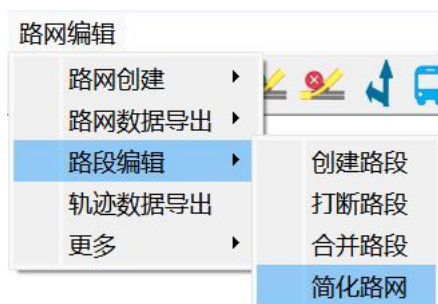 路网编辑
路网创建
路网数据导出
路段编辑
轨迹数据导出
更多
创建路段
打断路段
合并路段
简化路网